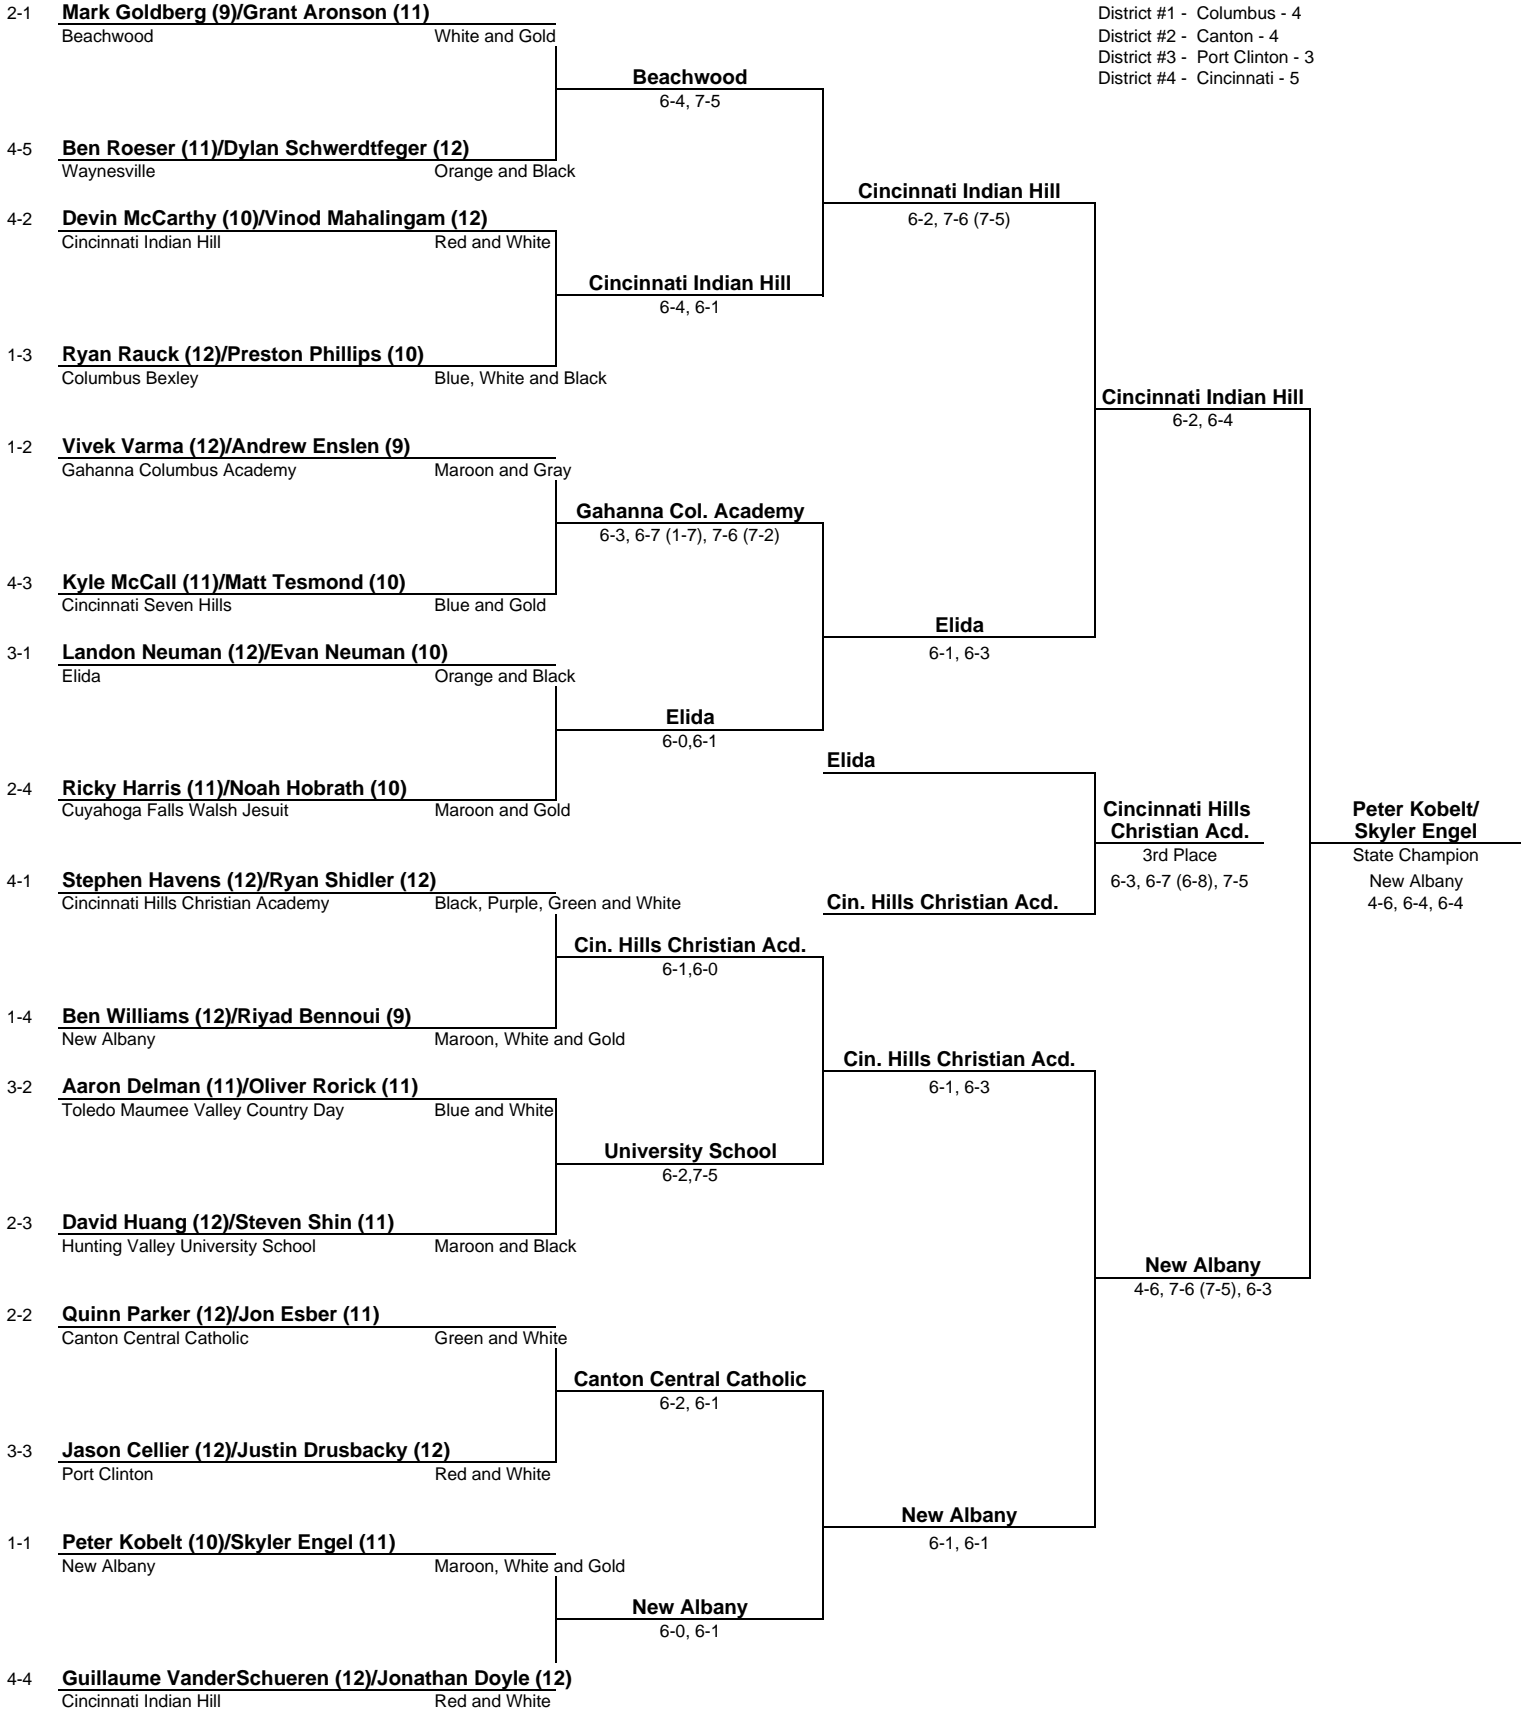 2-1 Mark Goldberg (9)/Grant Aronson (11)
Beachwood White and Gold
District #1 - Columbus - 4
District #2 - Canton - 4
District #3 - Port Clinton - 3
District #4 - Cincinnati - 5
Beachwood
6-4, 7-5
4-5 Ben Roeser (11)/Dylan Schwerdtfeger (12)
Waynesville Orange and Black
Cincinnati Indian Hill
6-2, 7-6 (7-5)
4-2 Devin McCarthy (10)/Vinod Mahalingam (12)
Cincinnati Indian Hill Red and White
Cincinnati Indian Hill
6-4, 6-1
1-3 Ryan Rauck (12)/Preston Phillips (10)
Columbus Bexley Blue, White and Black
Cincinnati Indian Hill
6-2, 6-4
1-2 Vivek Varma (12)/Andrew Enslen (9)
Gahanna Columbus Academy Maroon and Gray
Gahanna Col. Academy
6-3, 6-7 (1-7), 7-6 (7-2)
4-3 Kyle McCall (11)/Matt Tesmond (10)
Cincinnati Seven Hills Blue and Gold
Elida
6-1, 6-3
3-1 Landon Neuman (12)/Evan Neuman (10)
Elida Orange and Black
Elida
6-0,6-1
Elida
2-4 Ricky Harris (11)/Noah Hobrath (10)
Cuyahoga Falls Walsh Jesuit Maroon and Gold
Cincinnati Hills
Christian Acd.
3rd Place
6-3, 6-7 (6-8), 7-5
Peter Kobelt/
Skyler Engel
State Champion
New Albany
4-6, 6-4, 6-4
4-1 Stephen Havens (12)/Ryan Shidler (12)
Cincinnati Hills Christian Academy Black, Purple, Green and White
Cin. Hills Christian Acd.
Cin. Hills Christian Acd.
6-1,6-0
1-4 Ben Williams (12)/Riyad Bennoui (9)
New Albany Maroon, White and Gold
Cin. Hills Christian Acd.
6-1, 6-3
3-2 Aaron Delman (11)/Oliver Rorick (11)
Toledo Maumee Valley Country Day Blue and White
University School
6-2,7-5
2-3 David Huang (12)/Steven Shin (11)
Hunting Valley University School Maroon and Black
New Albany
4-6, 7-6 (7-5), 6-3
2-2 Quinn Parker (12)/Jon Esber (11)
Canton Central Catholic Green and White
Canton Central Catholic
6-2, 6-1
3-3 Jason Cellier (12)/Justin Drusbacky (12)
Port Clinton Red and White
New Albany
6-1, 6-1
1-1 Peter Kobelt (10)/Skyler Engel (11)
New Albany Maroon, White and Gold
New Albany
6-0, 6-1
4-4 Guillaume VanderSchueren (12)/Jonathan Doyle (12)
Cincinnati Indian Hill Red and White